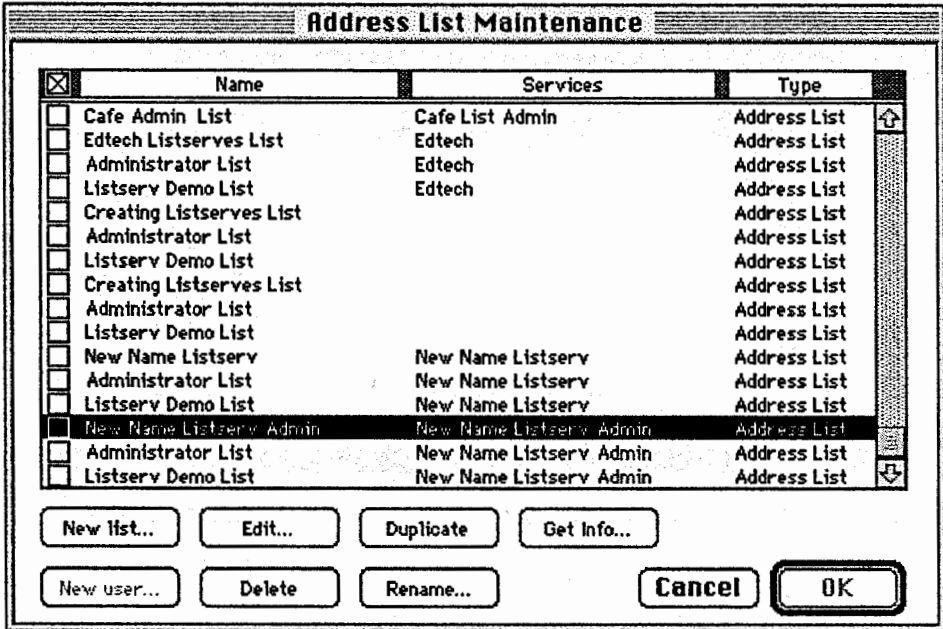 Address List Maintenance
Name Services Type
Cafe Admin List Cafe List Admin Address List
Edtech Listserves List Edtech Address List
Administrator List Edtech Address List
Listserv Demo List Edtech Address List
Creating Listserves List Address List
Administrator List Address List
Listserv Demo List Address List
Creating Listserves List Address List
Administrator List Address List
Listserv Demo List Address List
New Name Listserv New Name Listserv Address List
Administrator List New Name Listserv Address List
Listserv Demo List New Name Listserv Address List
New Name Listserv Admin New Name Listserv Admin Address List
Administrator List New Name Listserv Admin Address List
Listserv Demo List New Name Listserv Admin Address List
New list... Edit... Duplicate Get Info...
New user... Delete Rename... Cancel OK